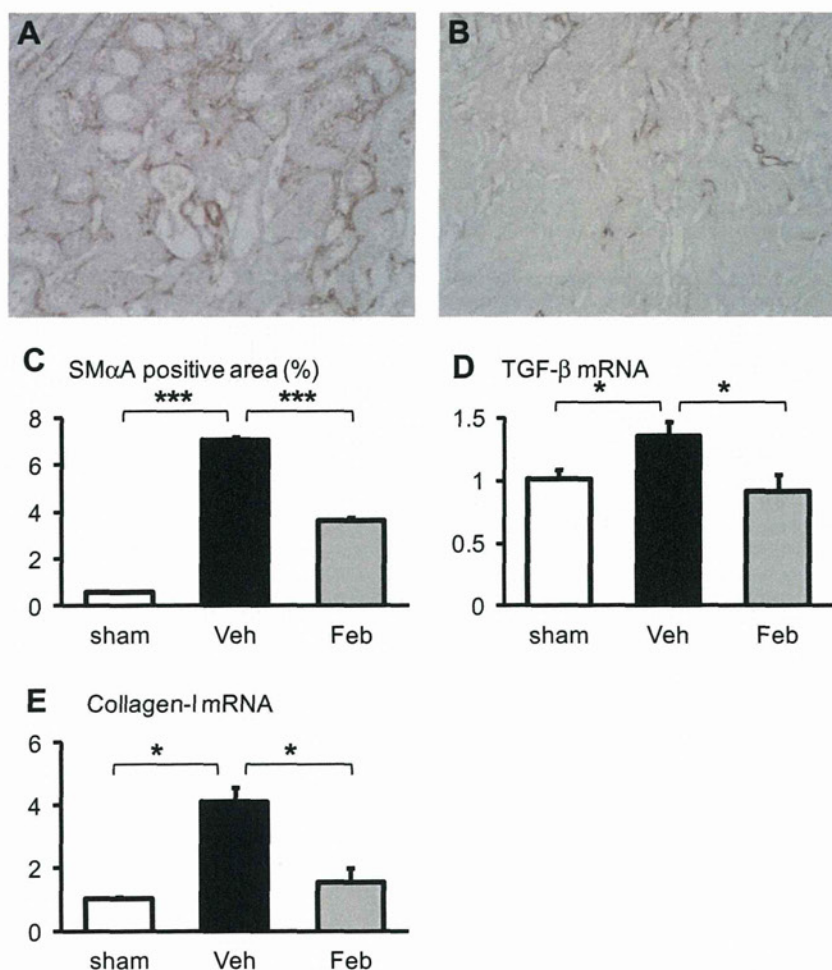 A
B
C SMαA positive area (%)
*** ***
8
6
4
2
0
sham Veh Feb
D TGF-β mRNA
* *
1.5
1
0.5
0
sham Veh Feb
E Collagen-I mRNA
* *
6
4
2
0
sham Veh Feb